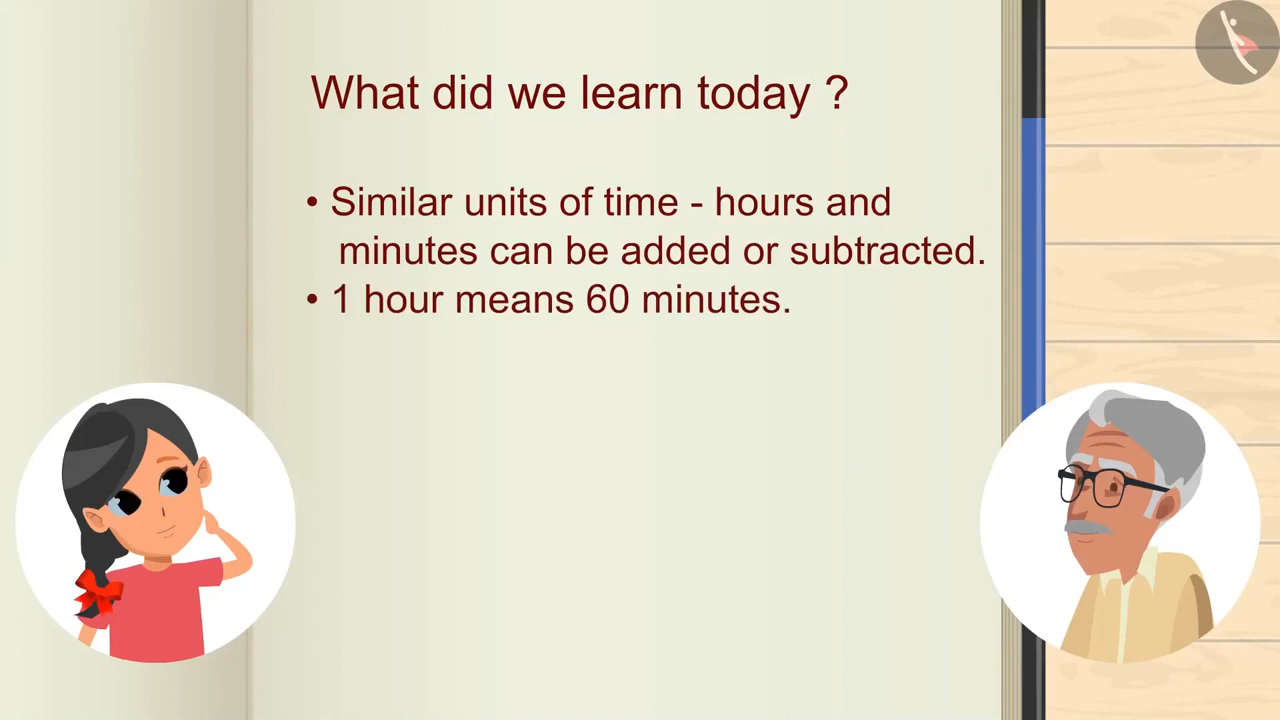 What did we learn today ?
• Similar units of time - hours and
minutes can be added or subtracted.
• 1 hour means 60 minutes.